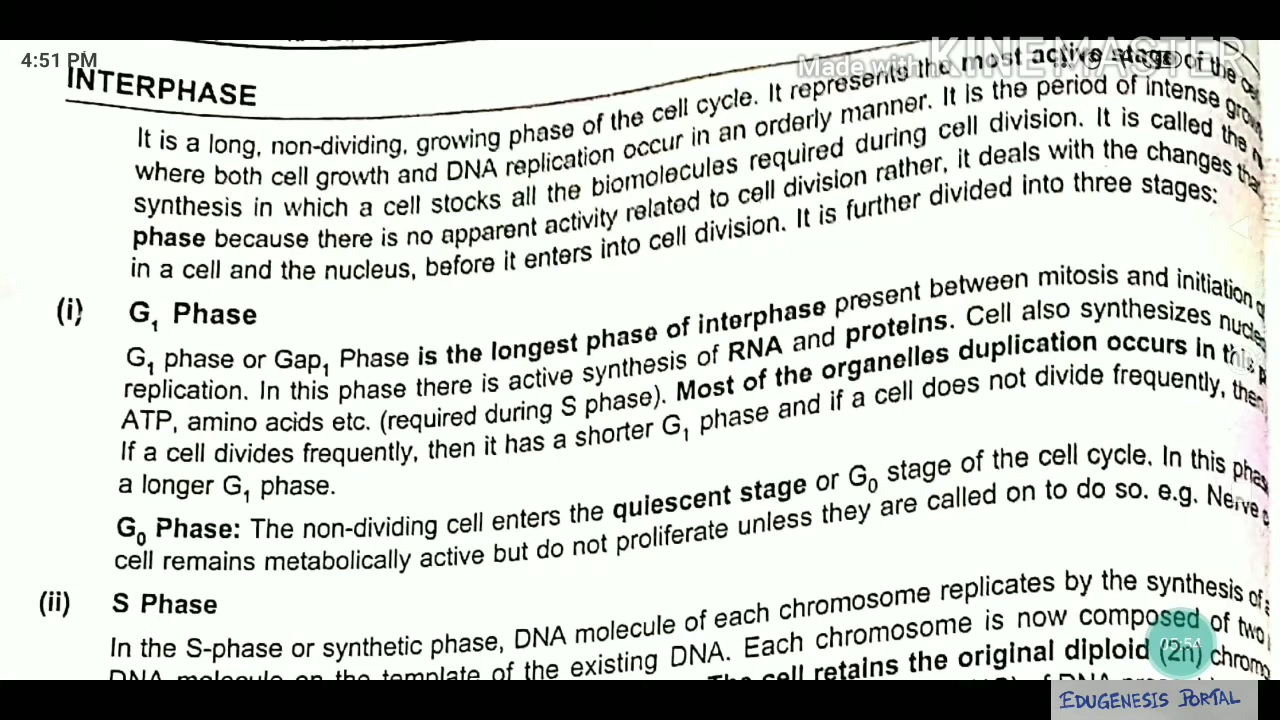 4:51 PM
Made with KINEMASTER
INTERPHASE
It is a long, non-dividing, growing phase of the cell cycle. It represents the most active stage of the
where both cell growth and DNA replication occur in an orderly manner. It is the period of intense
synthesis in which a cell stocks all the biomolecules required during cell division. It is called the
phase because there is no apparent activity related to cell division rather, it deals with the changes
in a cell and the nucleus, before it enters into cell division. It is further divided into three stages:
(i) G₁ Phase
G₁ phase or Gap₁ Phase is the longest phase of interphase present between mitosis and initiation
replication. In this phase there is active synthesis of RNA and proteins. Cell also synthesizes
ATP, amino acids etc. (required during S phase). Most of the organelles duplication occurs in this
If a cell divides frequently, then it has a shorter G₁ phase and if a cell does not divide frequently,
a longer G₁ phase.
G₀ Phase: The non-dividing cell enters the quiescent stage or G₀ stage of the cell cycle. In this
cell remains metabolically active but do not proliferate unless they are called on to do so. e.g. Nerve
(ii) S Phase
In the S-phase or synthetic phase, DNA molecule of each chromosome replicates by the synthesis of
DNA molecule on the template of the existing DNA. Each chromosome is now composed of two
The cell retains the original diploid (2n)
05:54
EDUGENESIS PORTAL